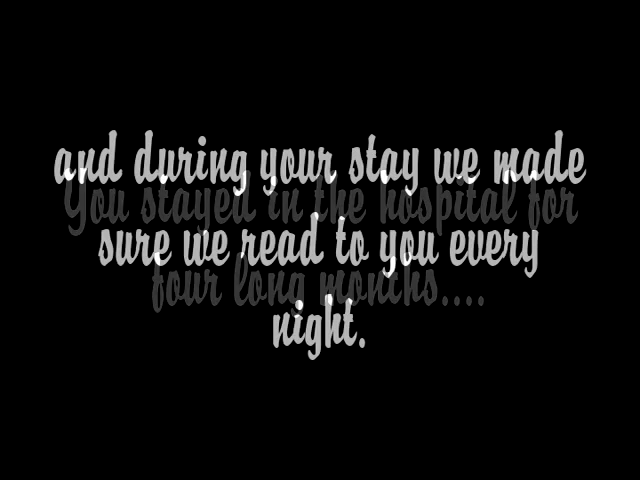 and during your stay we made
You stayed in the hospital for
sure we read to you every
four long months....
night.